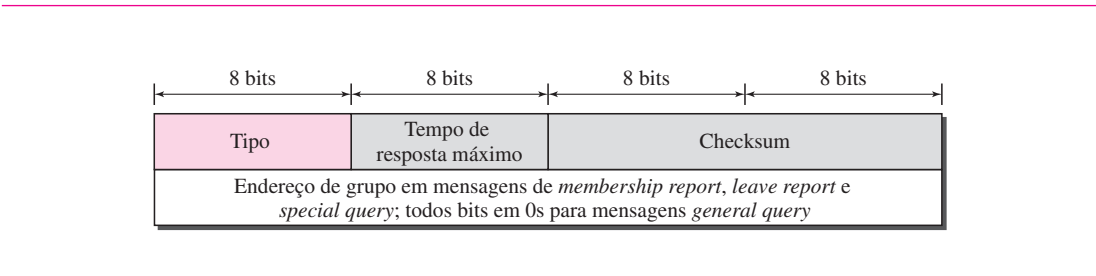 8 bits 8 bits 8 bits 8 bits
Tipo
Tempo de
resposta máximo
Checksum
Endereço de grupo em mensagens de membership report, leave report e
special query; todos bits em 0s para mensagens general query